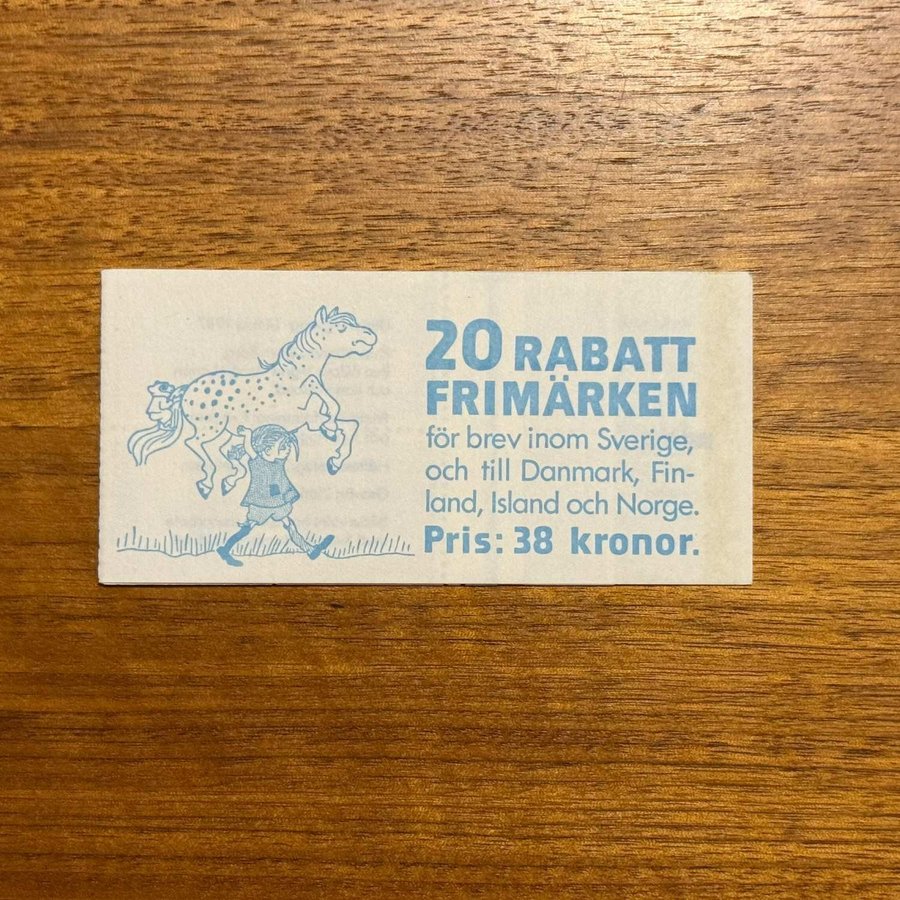 20 RABATT
FRIMÄRKEN
för brev inom Sverige,
och till Danmark, Fin-
land, Island och Norge.
Pris: 38 kronor.